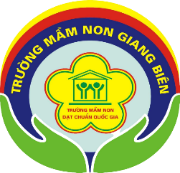 TRƯỜNG MẦM NON GIANG BIÊN
TRƯỜNG MẦM NON
ĐẠT CHUẨN QUỐC GIA